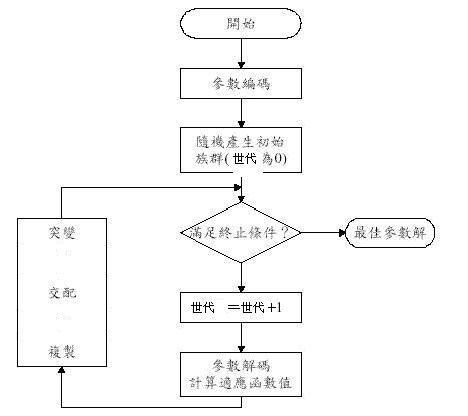 開始
參數編碼
隨機產生初始
族群(世代為0)
滿足終止條件？
最佳參數解
世代 ＝世代+1
參數解碼
計算適應函數值
突變
交配
複製